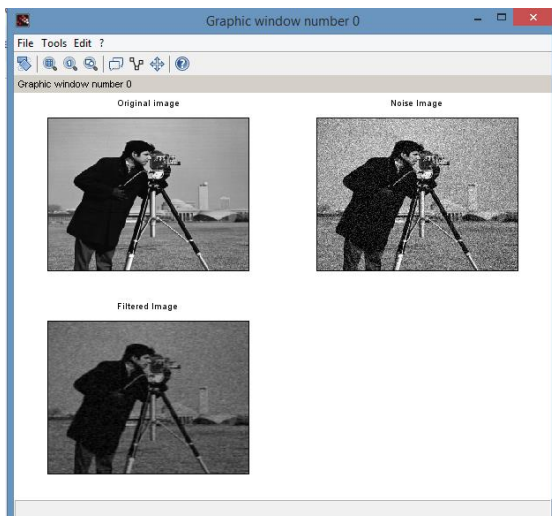 Graphic window number 0
File Tools Edit ?
Graphic window number 0
Original image
Noise Image
Filtered Image